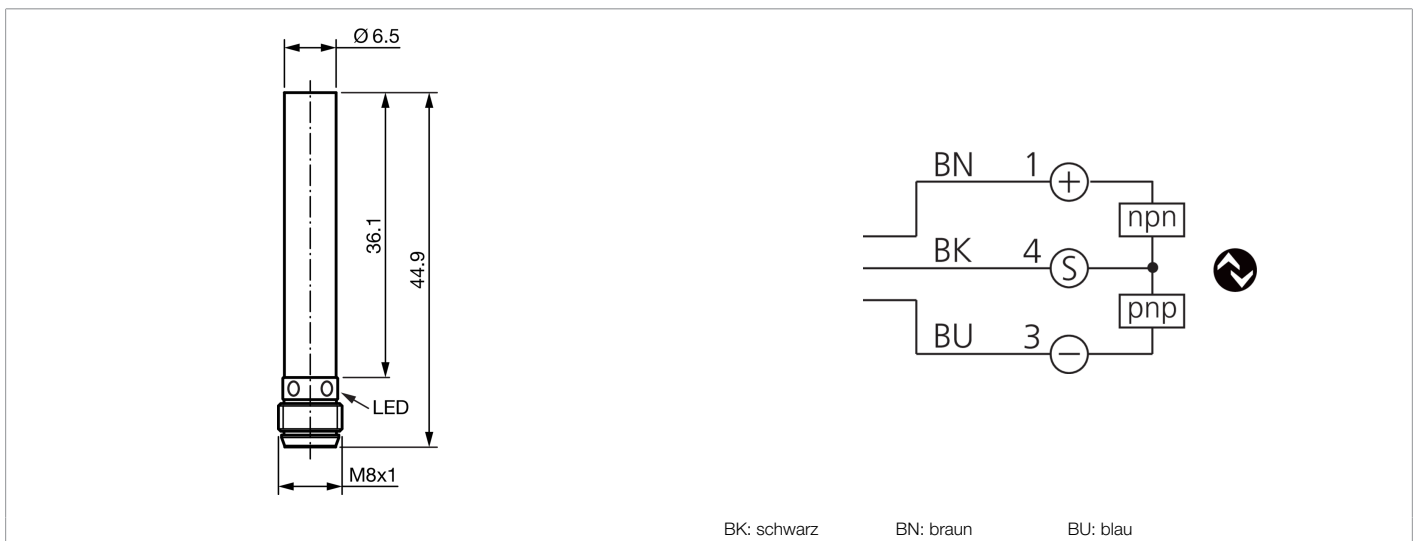 Ø 6.5
36.1
44.9
LED
M8x1
BN 1 +
npn
BK 4 S
pnp
BU 3 −
BK: schwarz BN: braun BU: blau